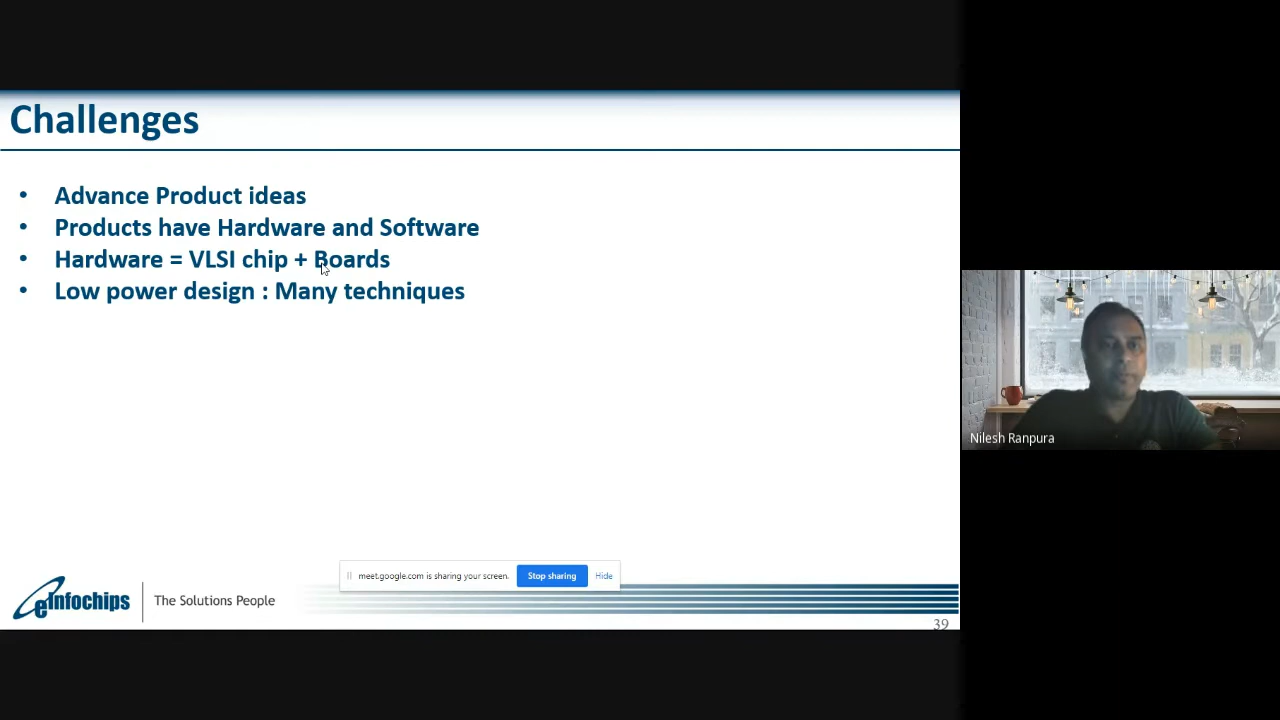 Challenges
• Advance Product ideas
• Products have Hardware and Software
• Hardware = VLSI chip + Boards
• Low power design : Many techniques
Nilesh Ranpura
meet.google.com is sharing your screen. Stop sharing Hide
eInfochips The Solutions People
39